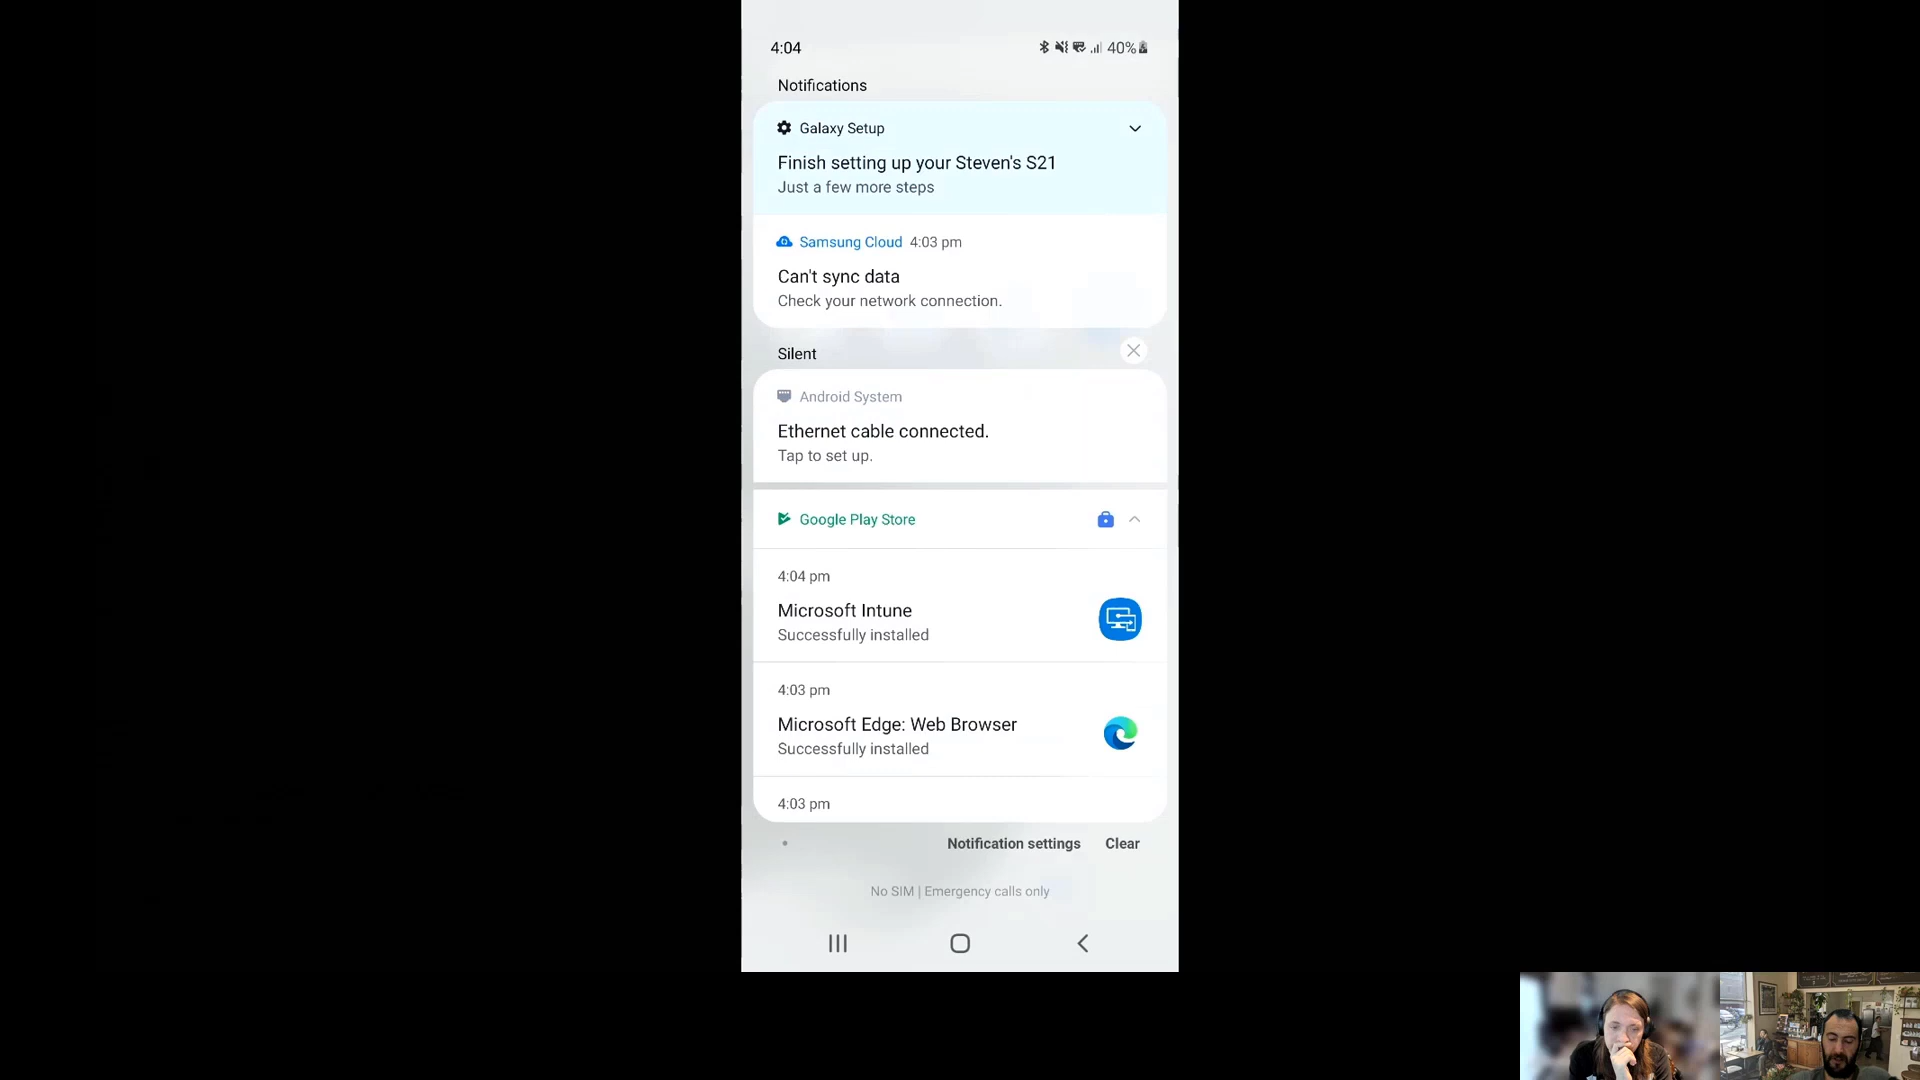 4:04
40%
Notifications
Galaxy Setup
Finish setting up your Steven's S21
Just a few more steps
Samsung Cloud 4:03 pm
Can't sync data
Check your network connection.
Silent
Android System
Ethernet cable connected.
Tap to set up.
Google Play Store
4:04 pm
Microsoft Intune
Successfully installed
4:03 pm
Microsoft Edge: Web Browser
Successfully installed
4:03 pm
Notification settings Clear
No SIM | Emergency calls only